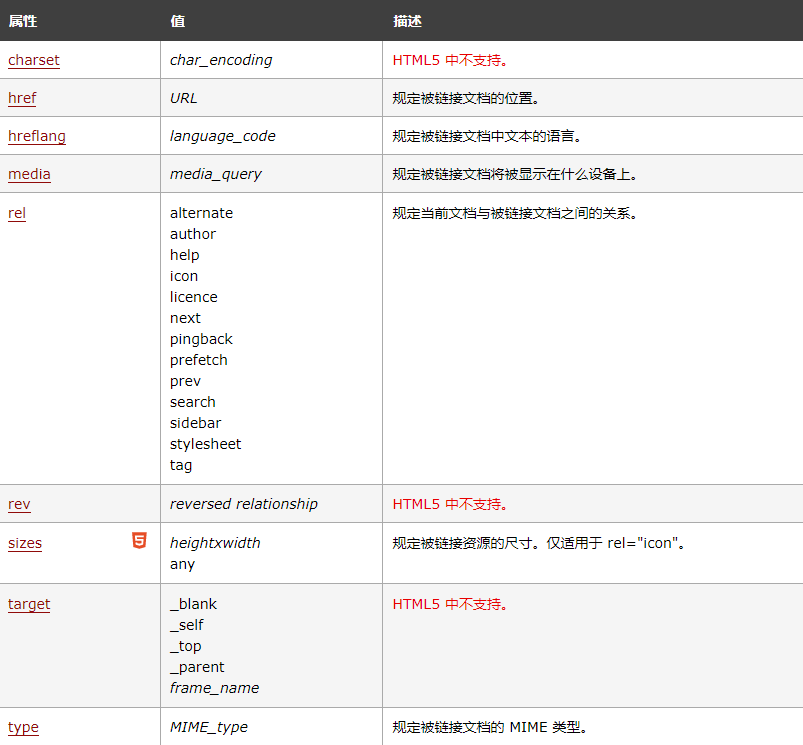 属性 值 描述
charset char_encoding HTML5 中不支持。
href URL 规定被链接文档的位置。
hreflang language_code 规定被链接文档中文本的语言。
media media_query 规定被链接文档将被显示在什么设备上。
rel alternate 规定当前文档与被链接文档之间的关系。
author
help
icon
licence
next
pingback
prefetch
prev
search
sidebar
stylesheet
tag
rev reversed relationship HTML5 中不支持。
sizes 5 heightxwidth 规定被链接资源的尺寸。仅适用于 rel="icon"。
any
target _blank HTML5 中不支持。
_self
_top
_parent
frame_name
type MIME_type 规定被链接文档的 MIME 类型。